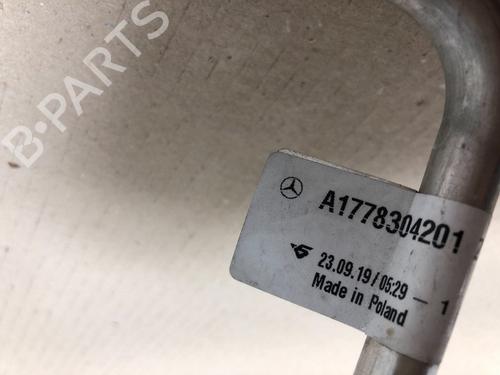 B-PARTS
A1778304201
23.09.19/05:29 - 1
Made in Poland